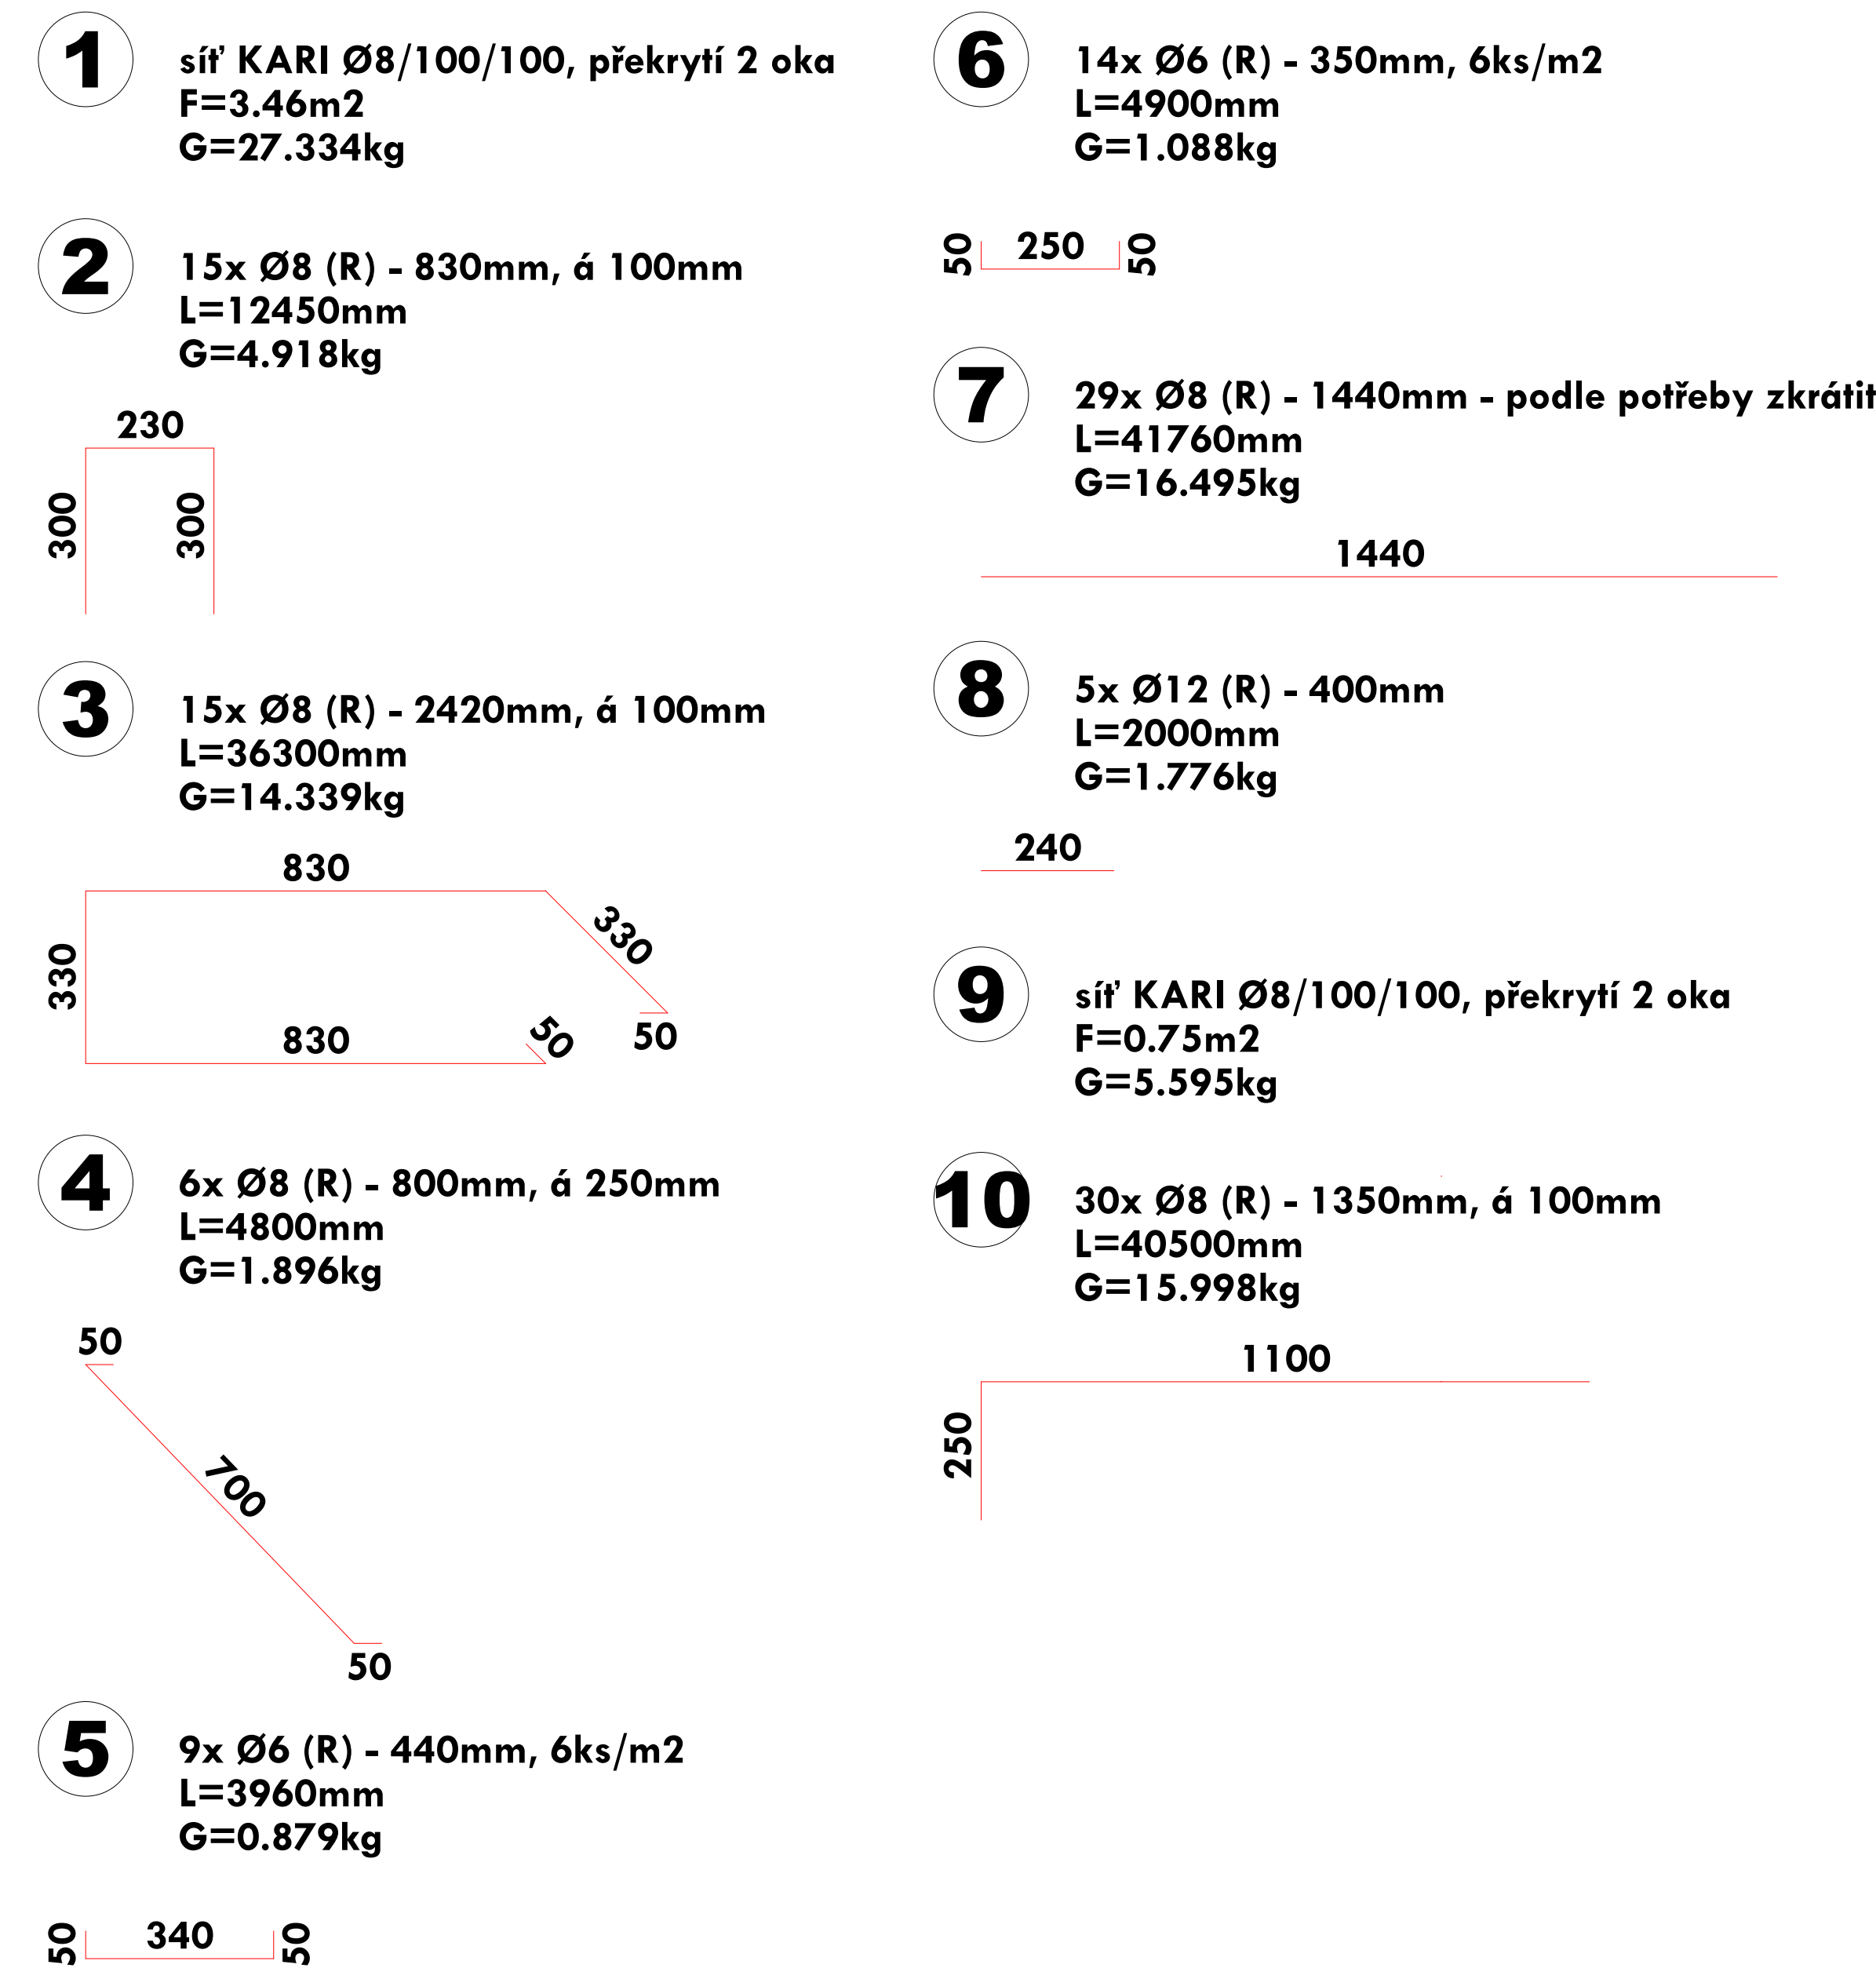 1
síť KARI Ø8/100/100, překrytí 2 oka
F=3.46m2
G=27.334kg
2
15x Ø8 (R) - 830mm, á 100mm
L=12450mm
G=4.918kg
230
300
300
3
15x Ø8 (R) - 2420mm, á 100mm
L=36300mm
G=14.339kg
830
330
330
50
830
50
4
6x Ø8 (R) - 800mm, á 250mm
L=4800mm
G=1.896kg
50
700
50
5
9x Ø6 (R) - 440mm, 6ks/m2
L=3960mm
G=0.879kg
50
340
50
6
14x Ø6 (R) - 350mm, 6ks/m2
L=4900mm
G=1.088kg
50
250
50
7
29x Ø8 (R) - 1440mm - podle potřeby zkrátit
L=41760mm
G=16.495kg
1440
8
5x Ø12 (R) - 400mm
L=2000mm
G=1.776kg
240
9
síť KARI Ø8/100/100, překrytí 2 oka
F=0.75m2
G=5.595kg
10
30x Ø8 (R) - 1350mm, á 100mm
L=40500mm
G=15.998kg
1100
250